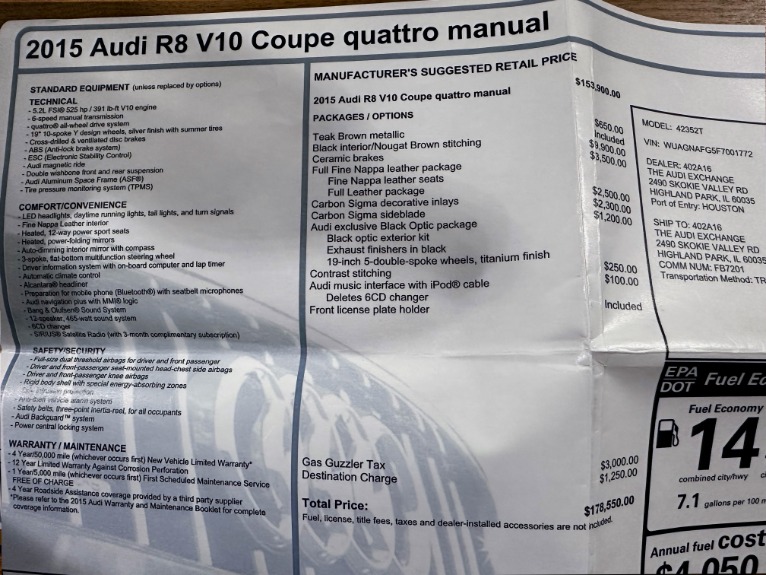 2015 Audi R8 V10 Coupe quattro manual
STANDARD EQUIPMENT (unless replaced by options)
TECHNICAL
- 5.2L FSI® 525 hp / 391 lb-ft V10 engine
- 6-speed manual transmission
- quattro® all-wheel drive system
- 19" 10-spoke Y design wheels, silver finish with summer tires
- Cross-drilled & ventilated disc brakes
- ABS (Anti-lock brake system)
- ESC (Electronic Stability Control)
- Audi magnetic ride
- Double wishbone front and rear suspension
- Audi Aluminum Space Frame (ASF®)
- Tire pressure monitoring system (TPMS)
COMFORT/CONVENIENCE
- LED headlights, daytime running lights, tail lights, and turn signals
- Fine Nappa Leather interior
- Heated, 12-way power sport seats
- Heated, power-folding mirrors
- Auto-dimming interior mirror with compass
- 3-spoke, flat-bottom multifunction steering wheel
- Driver information system with on-board computer and lap timer
- Automatic climate control
- Alcantara® headliner
- Preparation for mobile phone (Bluetooth®) with seatbelt microphones
- Audi navigation plus with MMI® logic
- Bang & Olufsen® Sound System
- 12-speaker, 465-watt sound system
- 6CD changer
- SIRIUS® Satellite Radio (with 3-month complimentary subscription)
SAFETY/SECURITY
- Full-size dual threshold airbags for driver and front passenger
- Driver and front-passenger seat-mounted head-chest side airbags
- Driver and front-passenger knee airbags
- Rigid body shell with special energy-absorbing zones
- Anti-theft vehicle alarm system
- Safety belts, three-point inertia-reel, for all occupants
- Audi Backguard™ system
- Power central locking system
WARRANTY / MAINTENANCE
- 4 Year/50,000 mile (whichever occurs first) New Vehicle Limited Warranty*
- 12 Year Limited Warranty Against Corrosion Perforation
- 1 Year/5,000 mile (whichever occurs first) First Scheduled Maintenance Service
FREE OF CHARGE
- 4 Year Roadside Assistance coverage provided by a third party supplier
*Please refer to the 2015 Audi Warranty and Maintenance Booklet for complete
coverage information.
MANUFACTURER'S SUGGESTED RETAIL PRICE
2015 Audi R8 V10 Coupe quattro manual $153,900.00
PACKAGES / OPTIONS
Teak Brown metallic $650.00
Black interior/Nougat Brown stitching Included
Ceramic brakes $9,900.00
Full Fine Nappa leather package $3,500.00
Fine Nappa leather seats
Full Leather package
Carbon Sigma decorative inlays $2,500.00
Carbon Sigma sideblade $2,300.00
Audi exclusive Black Optic package $1,200.00
Black optic exterior kit
Exhaust finishers in black
19-inch 5-double-spoke wheels, titanium finish
Contrast stitching $250.00
Audi music interface with iPod® cable $100.00
Deletes 6CD changer
Front license plate holder Included
Gas Guzzler Tax $3,000.00
Destination Charge $1,250.00
Total Price: $178,550.00
Fuel, license, title fees, taxes and dealer-installed accessories are not included.
MODEL: 42352T
VIN: WUAGNAFG5F7001772
DEALER: 402A16
THE AUDI EXCHANGE
2490 SKOKIE VALLEY RD
HIGHLAND PARK, IL 60035
Port of Entry: HOUSTON
SHIP TO: 402A16
THE AUDI EXCHANGE
2490 SKOKIE VALLEY RD
HIGHLAND PARK, IL 60035
COMM NUM: FB7201
Transportation Method: TR
EPA
DOT Fuel Ec
Fuel Economy
14
combined city/hwy
7.1 gallons per 100 m
Annual fuel cost
$4,050